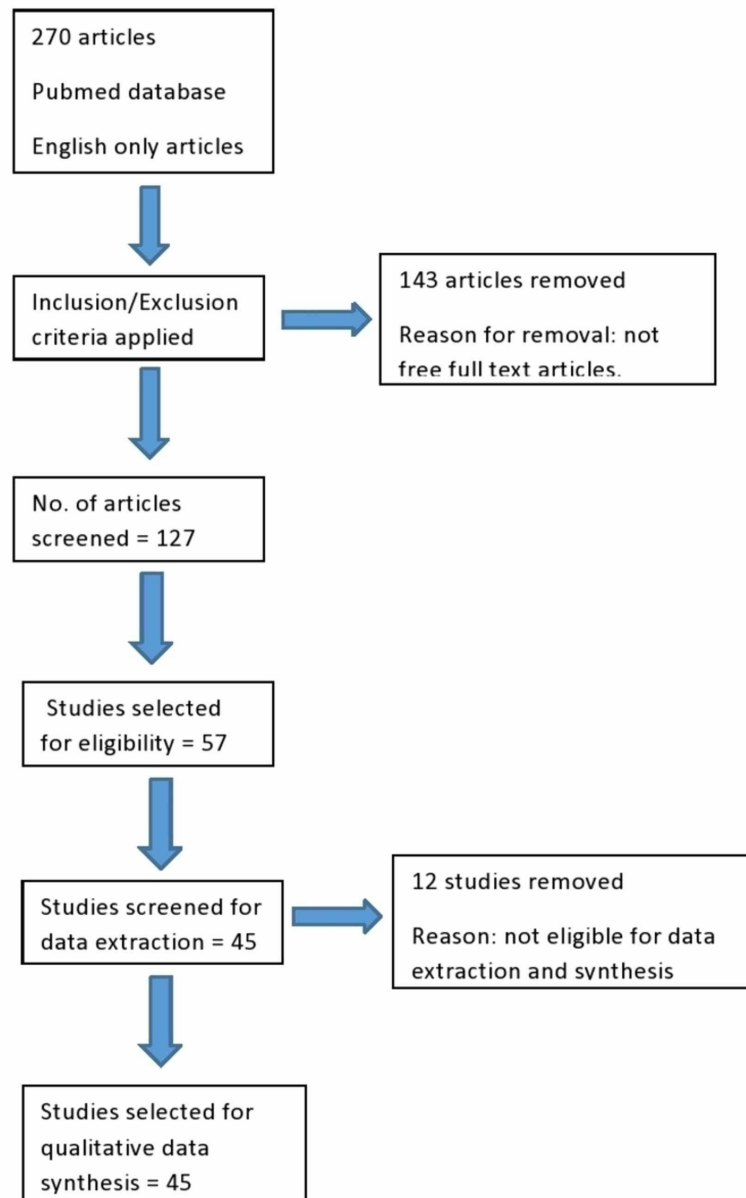 270 articles
Pubmed database
English only articles
Inclusion/Exclusion
criteria applied
143 articles removed
Reason for removal: not
free full text articles.
No. of articles
screened = 127
Studies selected
for eligibility = 57
Studies screened for
data extraction = 45
12 studies removed
Reason: not eligible for data
extraction and synthesis
Studies selected for
qualitative data
synthesis = 45